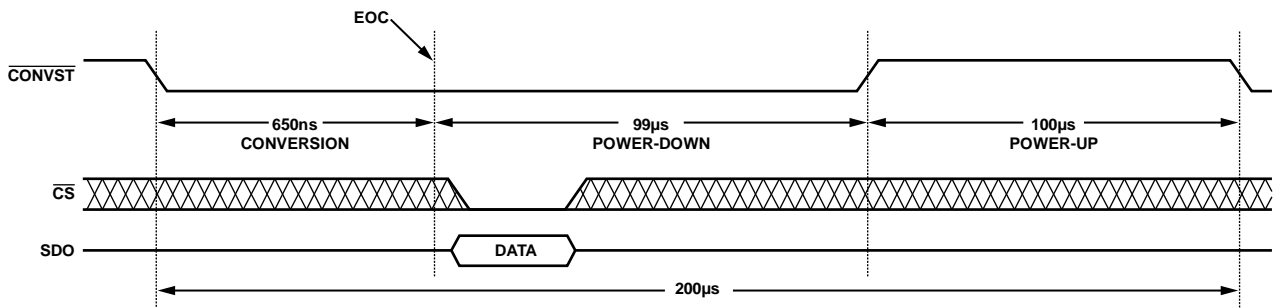 EOC
CONVST
650ns
CONVERSION
99µs
POWER-DOWN
100µs
POWER-UP
CS
SDO
DATA
200µs